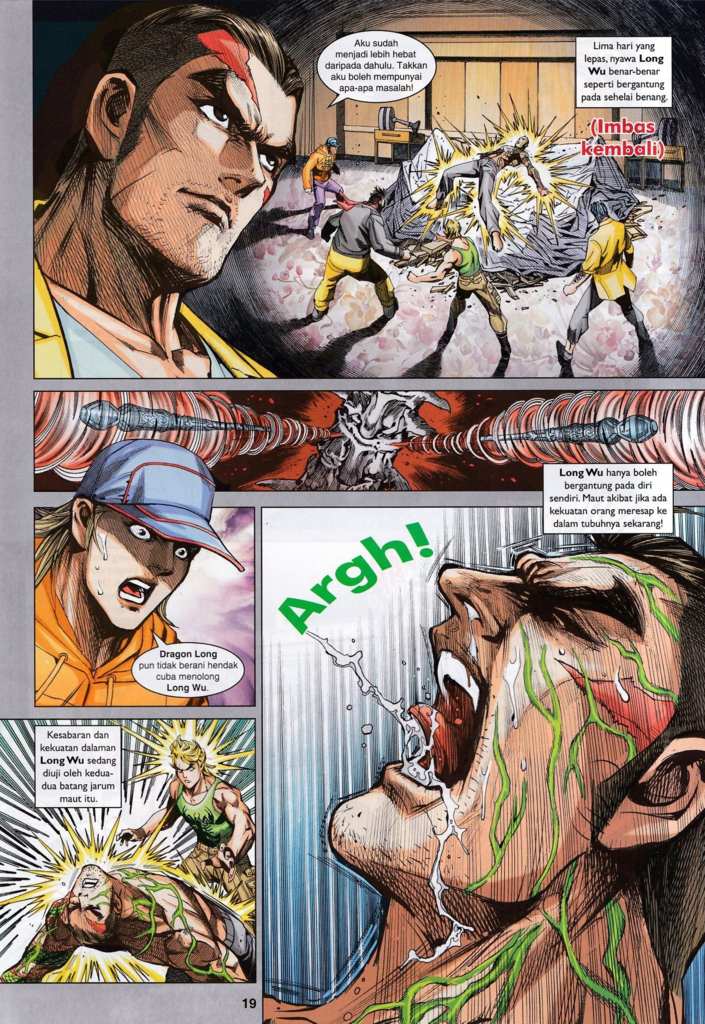 Aku sudah
menjadi lebih hebat
daripada dahulu. Takkan
aku boleh mempunyai
apa-apa masalah!
Lima hari yang
lepas, nyawa Long
Wu benar-benar
seperti bergantung
pada sehelai benang.
(Imbas
kembali)
Long Wu hanya boleh
bergantung pada diri
sendiri. Maut akibat jika ada
kekuatan orang meresap ke
dalam tubuhnya sekarang!
Dragon Long
pun tidak berani hendak
cuba menolong
Long Wu.
Argh!
Kesabaran dan
kekuatan dalaman
Long Wu sedang
diuji oleh kedua-
dua batang jarum
maut itu.
19